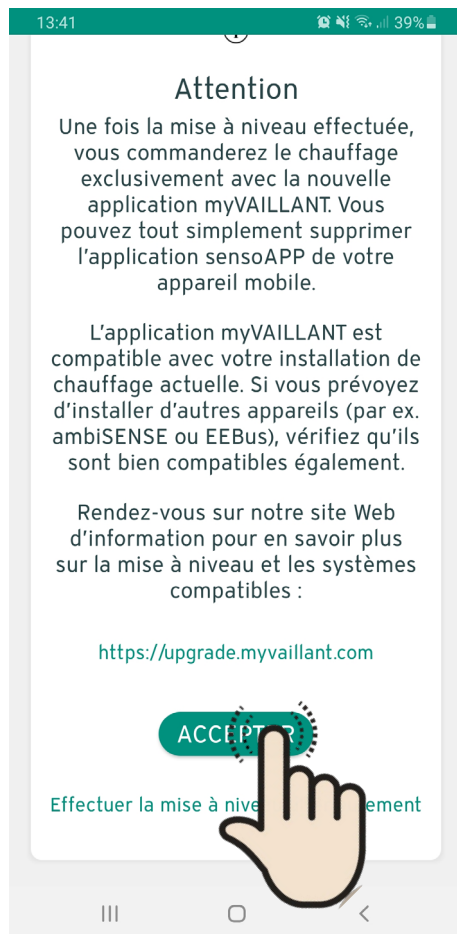 13:41
39%
Attention
Une fois la mise à niveau effectuée,
vous commanderez le chauffage
exclusivement avec la nouvelle
application myVAILLANT. Vous
pouvez tout simplement supprimer
l'application sensoAPP de votre
appareil mobile.
L'application myVAILLANT est
compatible avec votre installation de
chauffage actuelle. Si vous prévoyez
d'installer d'autres appareils (par ex.
ambiSENSE ou EEBus), vérifiez qu'ils
sont bien compatibles également.
Rendez-vous sur notre site Web
d'information pour en savoir plus
sur la mise à niveau et les systèmes
compatibles :
https://upgrade.myvaillant.com
ACCEPTER
Effectuer la mise à